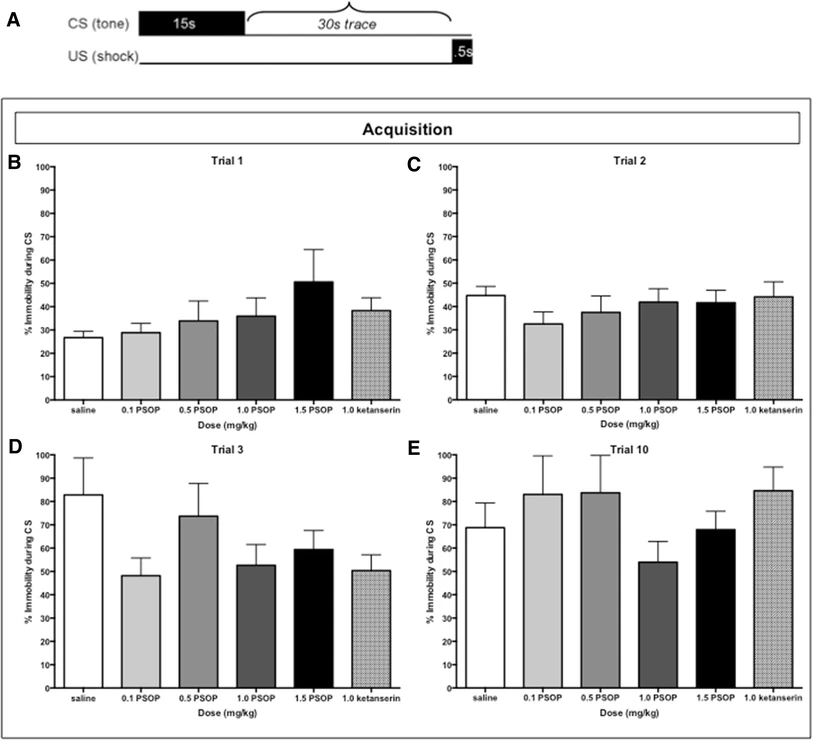 A
CS (tone) 15s 30s trace
US (shock) .5s
Acquisition
B
Trial 1
% Immobility during CS
100
90
80
70
60
50
40
30
20
10
0
saline 0.1 PSOP 0.5 PSOP 1.0 PSOP 1.5 PSOP 1.0 ketanserin
Dose (mg/kg)
C
Trial 2
% Immobility during CS
100
90
80
70
60
50
40
30
20
10
0
saline 0.1 PSOP 0.5 PSOP 1.0 PSOP 1.5 PSOP 1.0 ketanserin
Dose (mg/kg)
D
Trial 3
% Immobility during CS
100
90
80
70
60
50
40
30
20
10
0
saline 0.1 PSOP 0.5 PSOP 1.0 PSOP 1.5 PSOP 1.0 ketanserin
Dose (mg/kg)
E
Trial 10
% Immobility during CS
100
90
80
70
60
50
40
30
20
10
0
saline 0.1 PSOP 0.5 PSOP 1.0 PSOP 1.5 PSOP 1.0 ketanserin
Dose (mg/kg)